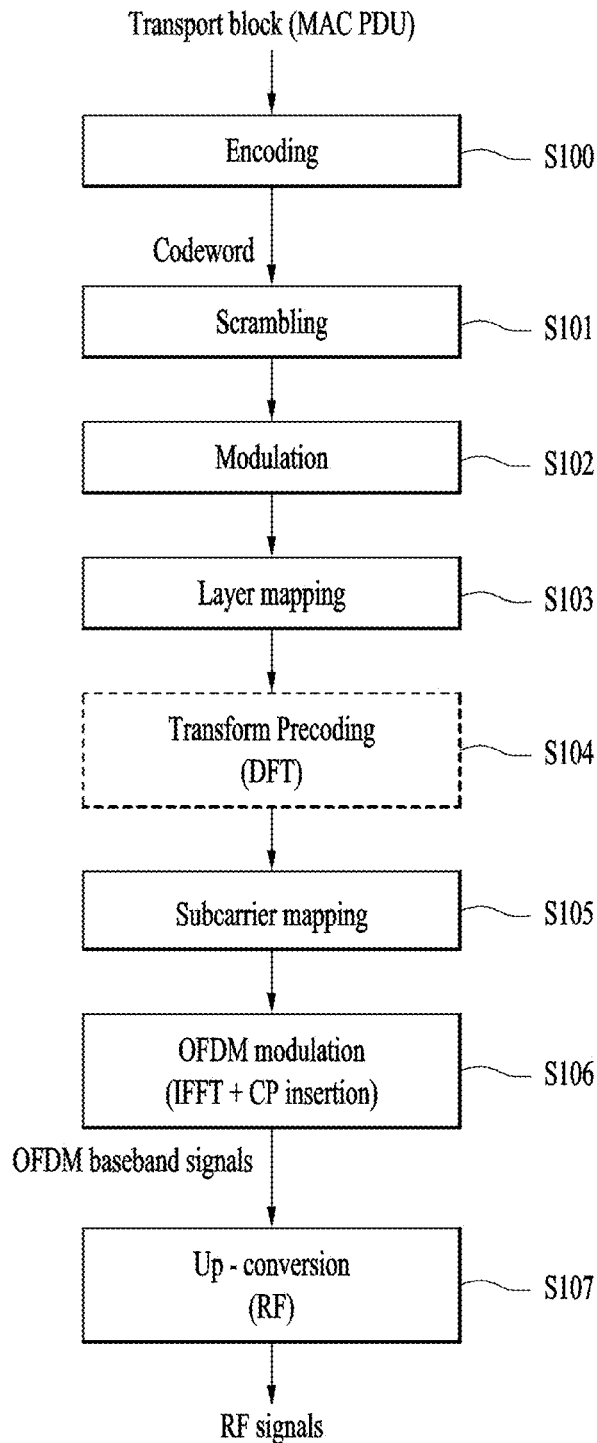 Transport block (MAC PDU)
Encoding
S100
Codeword
Scrambling
S101
Modulation
S102
Layer mapping
S103
Transform Precoding
(DFT)
S104
Subcarrier mapping
S105
OFDM modulation
(IFFT + CP insertion)
S106
OFDM baseband signals
Up - conversion
(RF)
S107
RF signals